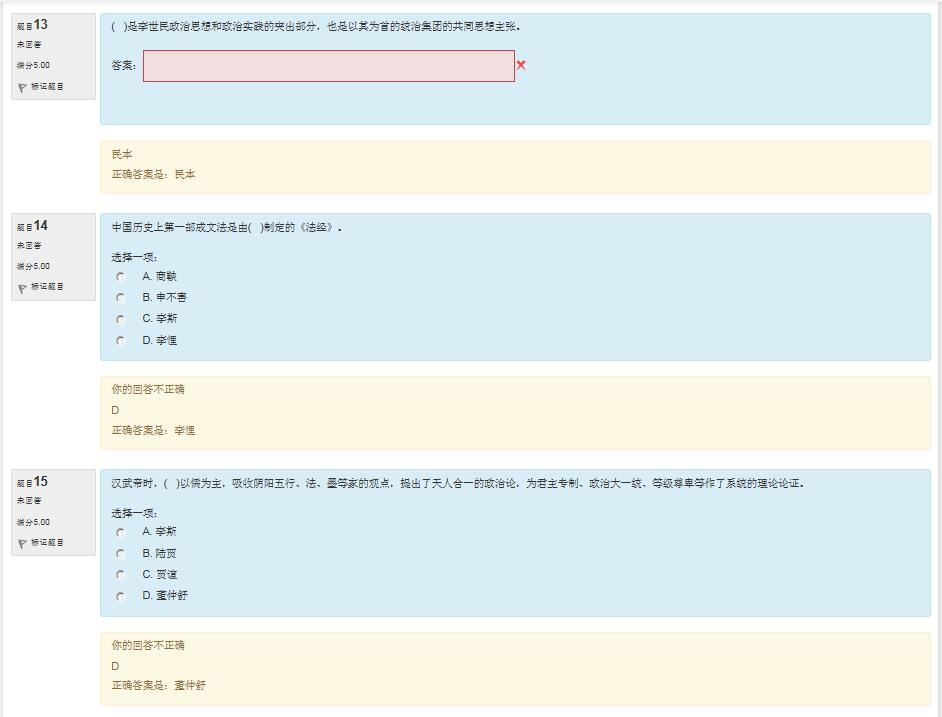 题目13
未回答
满分5.00
标记题目
(   )是李世民政治思想和政治实践的突出部分，也是以其为首的统治集团的共同思想主张。
答案：
民本
正确答案是：民本
题目14
未回答
满分5.00
标记题目
中国历史上第一部成文法是由(   )制定的《法经》。
选择一项：
A. 商鞅
B. 申不害
C. 李斯
D. 李悝
你的回答不正确
D
正确答案是：李悝
题目15
未回答
满分5.00
标记题目
汉武帝时，(   )以儒为主，吸收阴阳五行、法、墨等家的观点，提出了天人合一的政治论，为君主专制、政治大一统、等级尊卑等作了系统的理论论证。
选择一项：
A. 李斯
B. 陆贾
C. 贾谊
D. 董仲舒
你的回答不正确
D
正确答案是：董仲舒